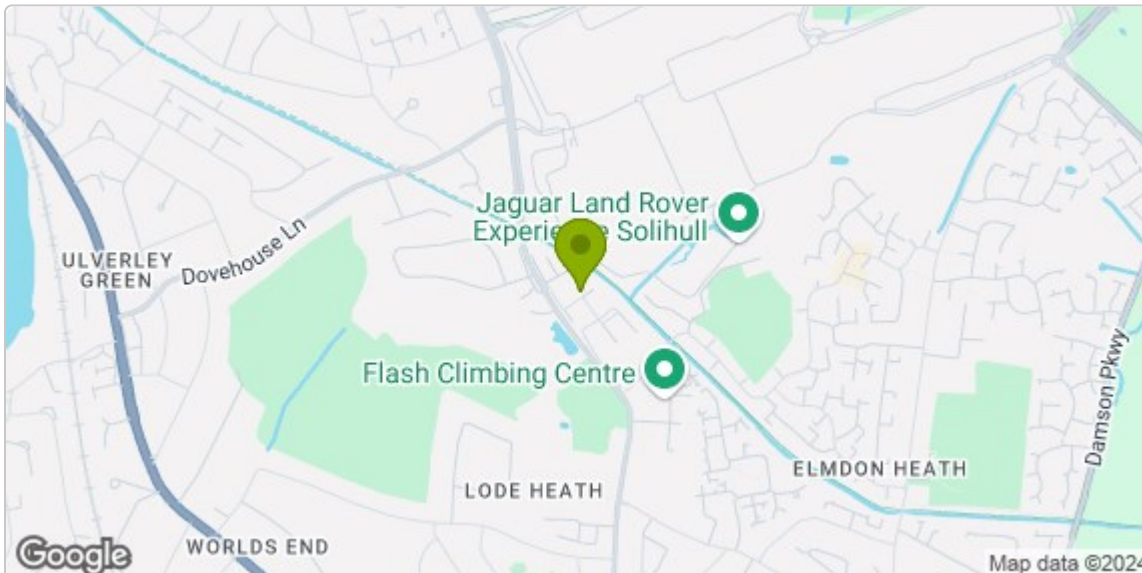 Jaguar Land Rover
Experience Solihull
ULVERLEY
GREEN
Dovehouse Ln
Flash Climbing Centre
Damson Pkwy
LODE HEATH
ELMDON HEATH
WORLDS END
Google
Map data ©2024